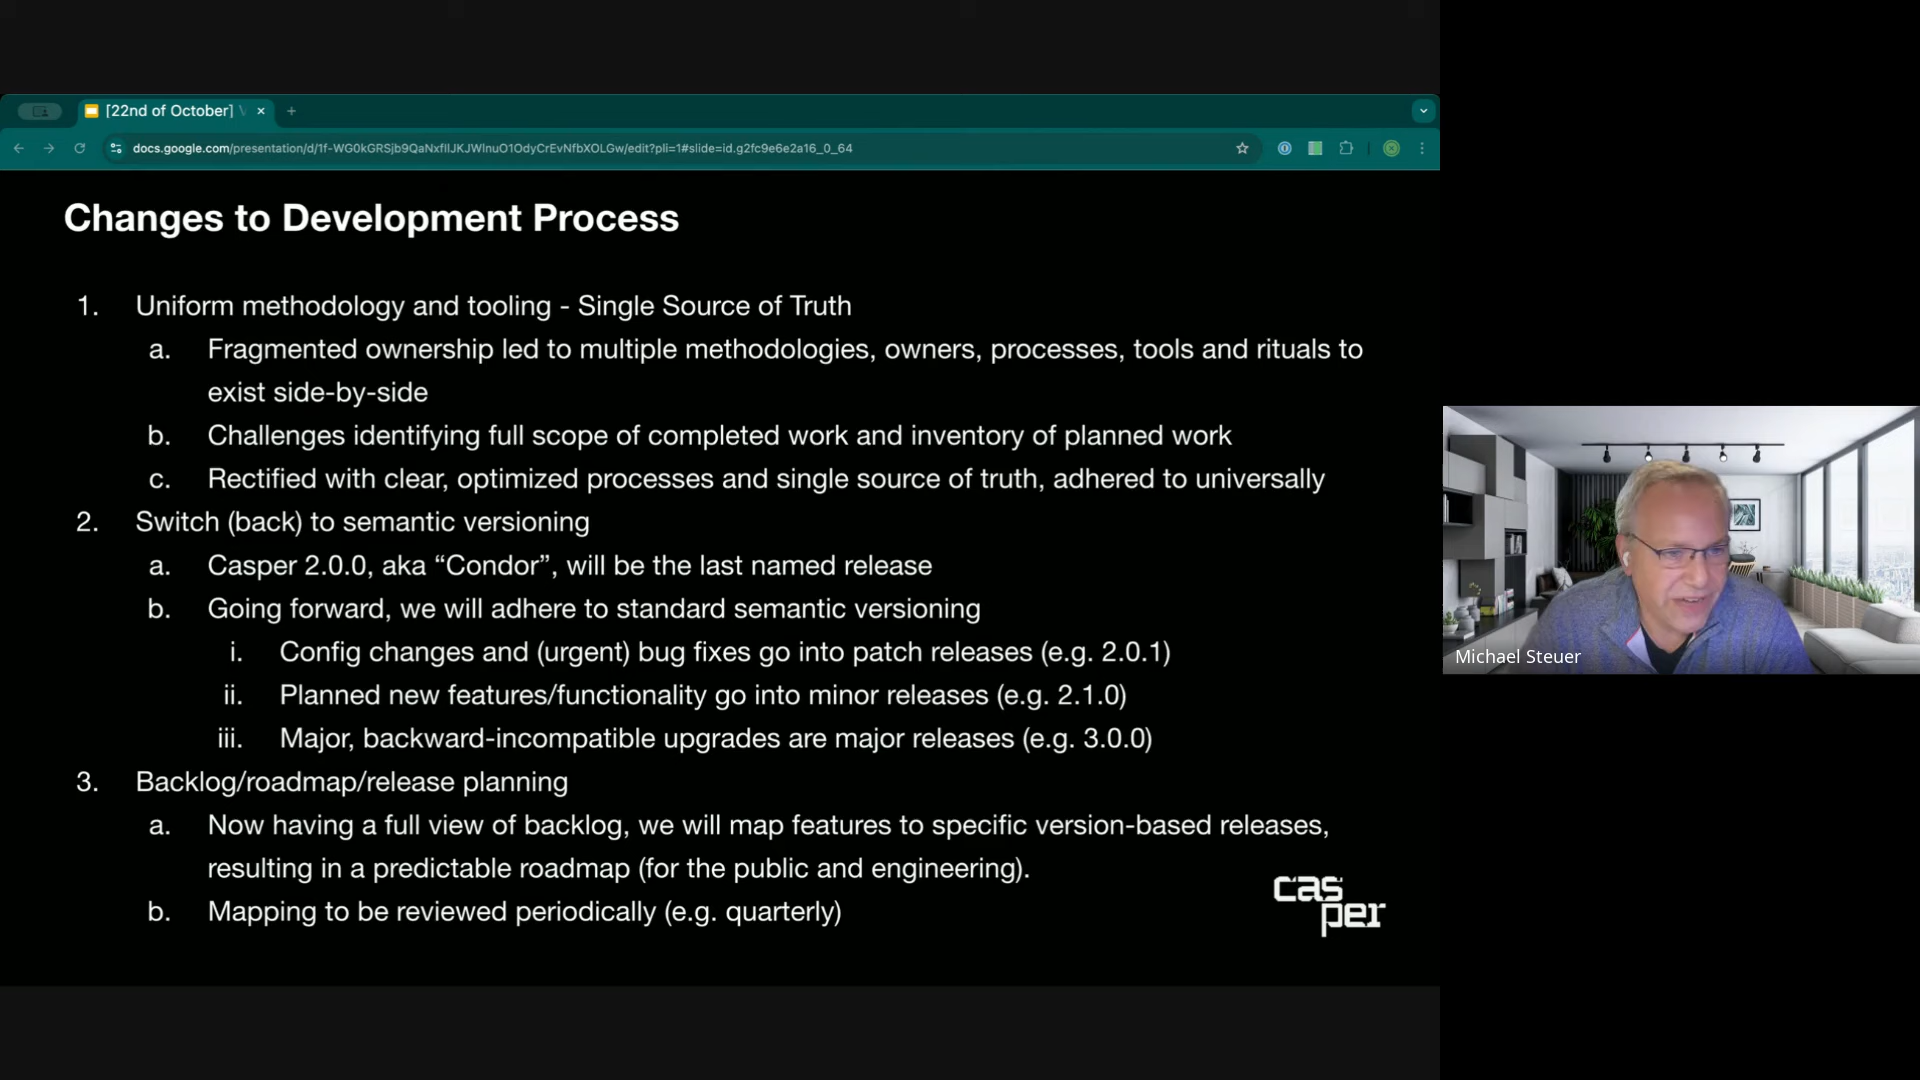 [22nd of October]
docs.google.com/presentation/d/1f-WG0kGRSjb9QaNxfIlJKJWlnuO1OdyCrEvNfbXOLGw/edit?pli=1#slide=id.g2fc9e6e2a16_0_64
Changes to Development Process
1. Uniform methodology and tooling - Single Source of Truth
a. Fragmented ownership led to multiple methodologies, owners, processes, tools and rituals to
exist side-by-side
b. Challenges identifying full scope of completed work and inventory of planned work
c. Rectified with clear, optimized processes and single source of truth, adhered to universally
2. Switch (back) to semantic versioning
a. Casper 2.0.0, aka “Condor”, will be the last named release
b. Going forward, we will adhere to standard semantic versioning
i. Config changes and (urgent) bug fixes go into patch releases (e.g. 2.0.1)
ii. Planned new features/functionality go into minor releases (e.g. 2.1.0)
iii. Major, backward-incompatible upgrades are major releases (e.g. 3.0.0)
3. Backlog/roadmap/release planning
a. Now having a full view of backlog, we will map features to specific version-based releases,
resulting in a predictable roadmap (for the public and engineering).
b. Mapping to be reviewed periodically (e.g. quarterly)
cas
per
Michael Steuer